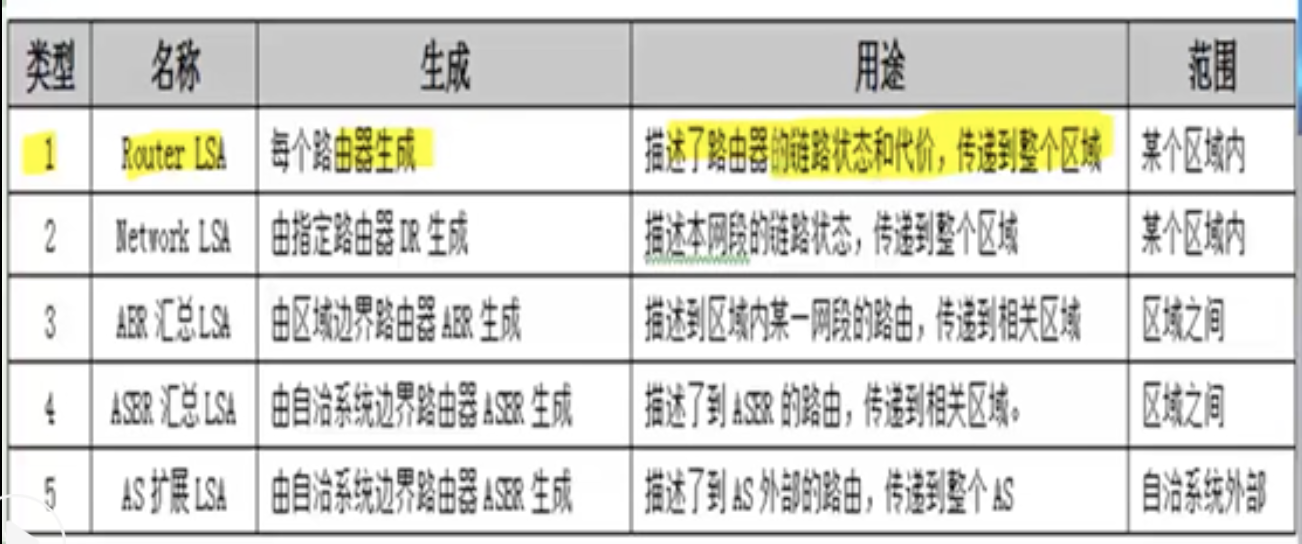 类型 名称 生成 用途 范围
1 Router LSA 每个路由器生成 描述了路由器的链路状态和代价，传递到整个区域 某个区域内
2 Network LSA 由指定路由器 DR 生成 描述本网段的链路状态，传递到整个区域 某个区域内
3 ABR 汇总 LSA 由区域边界路由器 ABR 生成 描述到区域内某一网段的路由，传递到相关区域 区域之间
4 ASBR 汇总 LSA 由自治系统边界路由器 ASBR 生成 描述了到 ASBR 的路由，传递到相关区域。 区域之间
5 AS 扩展 LSA 由自治系统边界路由器 ASBR 生成 描述了到 AS 外部的路由，传递到整个 AS 自治系统外部